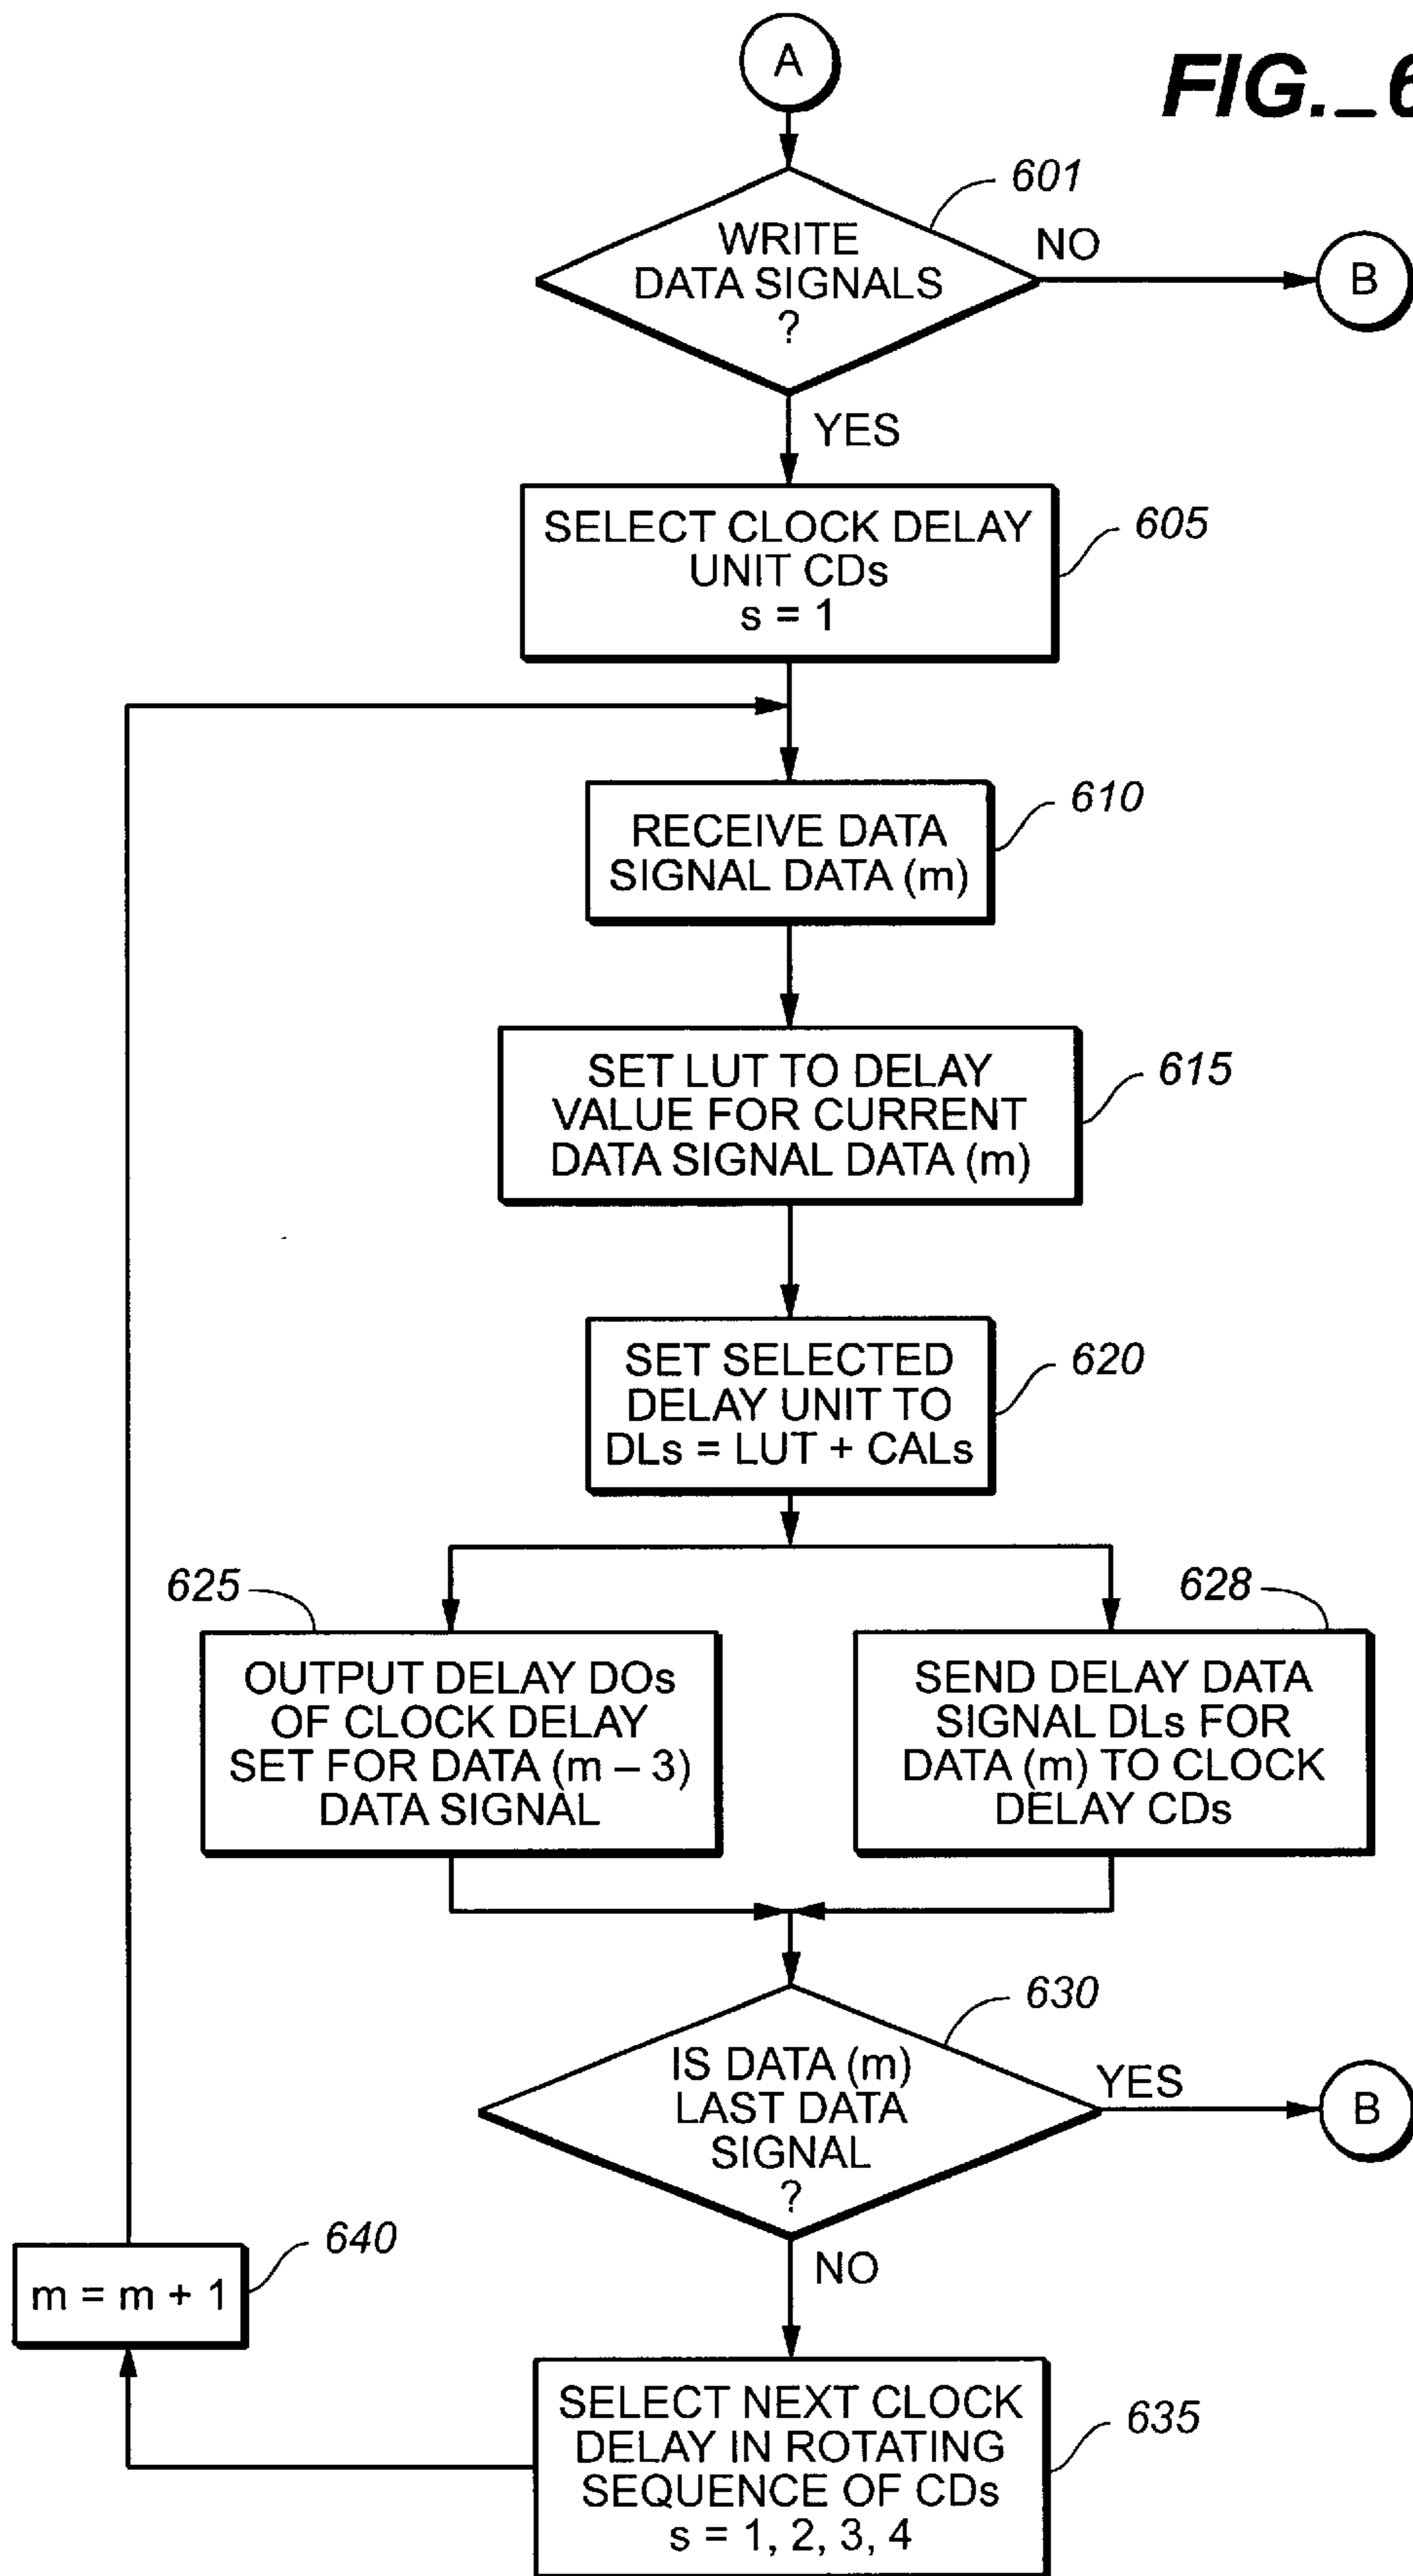 A
FIG._6
601
WRITE
DATA SIGNALS
?
NO
B
YES
SELECT CLOCK DELAY
UNIT CDs
s = 1
605
RECEIVE DATA
SIGNAL DATA (m)
610
SET LUT TO DELAY
VALUE FOR CURRENT
DATA SIGNAL DATA (m)
615
SET SELECTED
DELAY UNIT TO
DLs = LUT + CALs
620
625
OUTPUT DELAY DOs
OF CLOCK DELAY
SET FOR DATA (m – 3)
DATA SIGNAL
628
SEND DELAY DATA
SIGNAL DLs FOR
DATA (m) TO CLOCK
DELAY CDs
630
IS DATA (m)
LAST DATA
SIGNAL
?
YES
B
NO
640
m = m + 1
SELECT NEXT CLOCK
DELAY IN ROTATING
SEQUENCE OF CDs
s = 1, 2, 3, 4
635